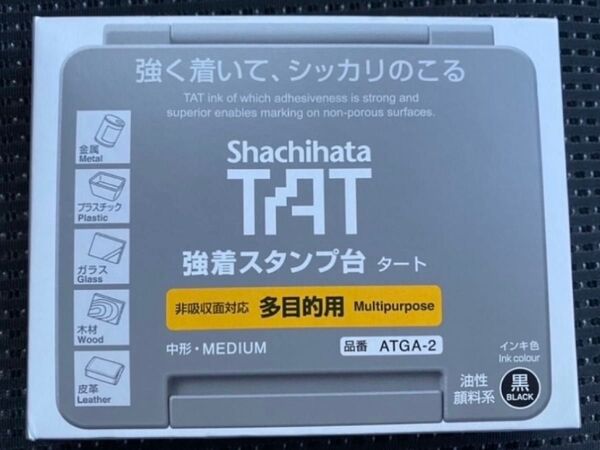 強く着いて、シッカリのこる
TAT ink of which adhesiveness is strong and
superior enables marking on non-porous surfaces.
金属
Metal
プラスチック
Plastic
ガラス
Glass
木材
Wood
皮革
Leather
Shachihata
TAT
強着スタンプ台 タート
非吸収面対応 多目的用 Multipurpose
中形・MEDIUM
品番 ATGA-2
インキ色
Ink colour
油性
顔料系
黒
BLACK